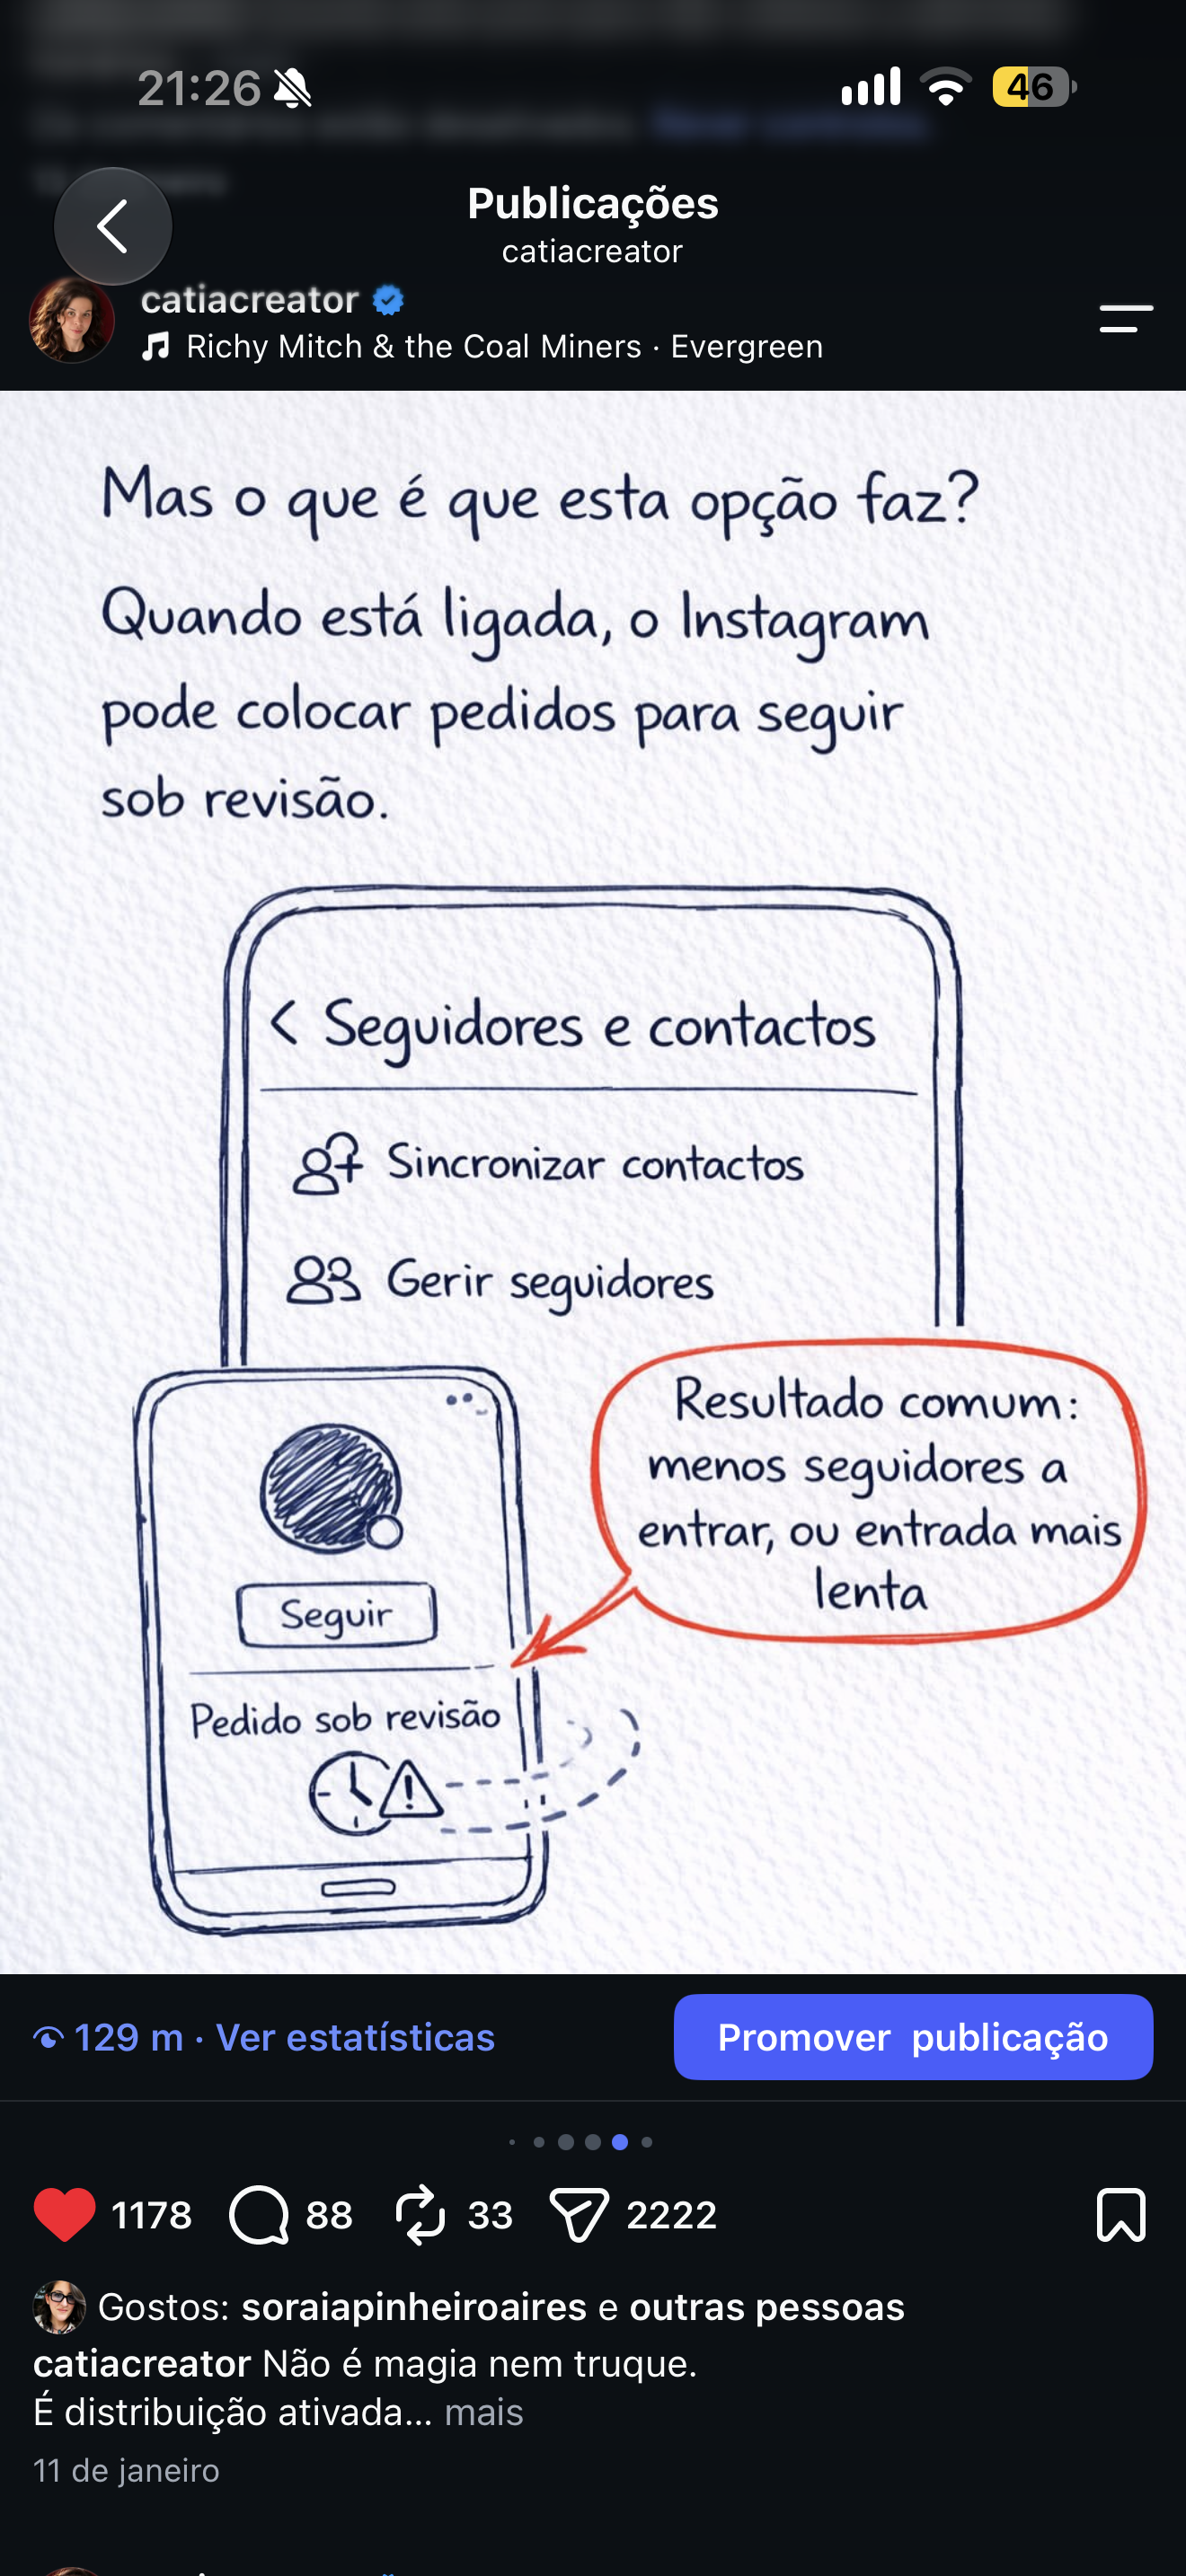 21:26
46
Publicações
catiacreator
catiacreator
Richy Mitch & the Coal Miners · Evergreen
Mas o que é que esta opção faz?
Quando está ligada, o Instagram
pode colocar pedidos para seguir
sob revisão.
< Seguidores e contactos
Sincronizar contactos
Gerir seguidores
Resultado comum:
menos seguidores a
entrar, ou entrada mais
lenta
Seguir
Pedido sob revisão
129 m · Ver estatísticas
Promover publicação
1178 88 33 2222
Gostos: soraiapinheiroaires e outras pessoas
catiacreator Não é magia nem truque.
É distribuição ativada... mais
11 de janeiro